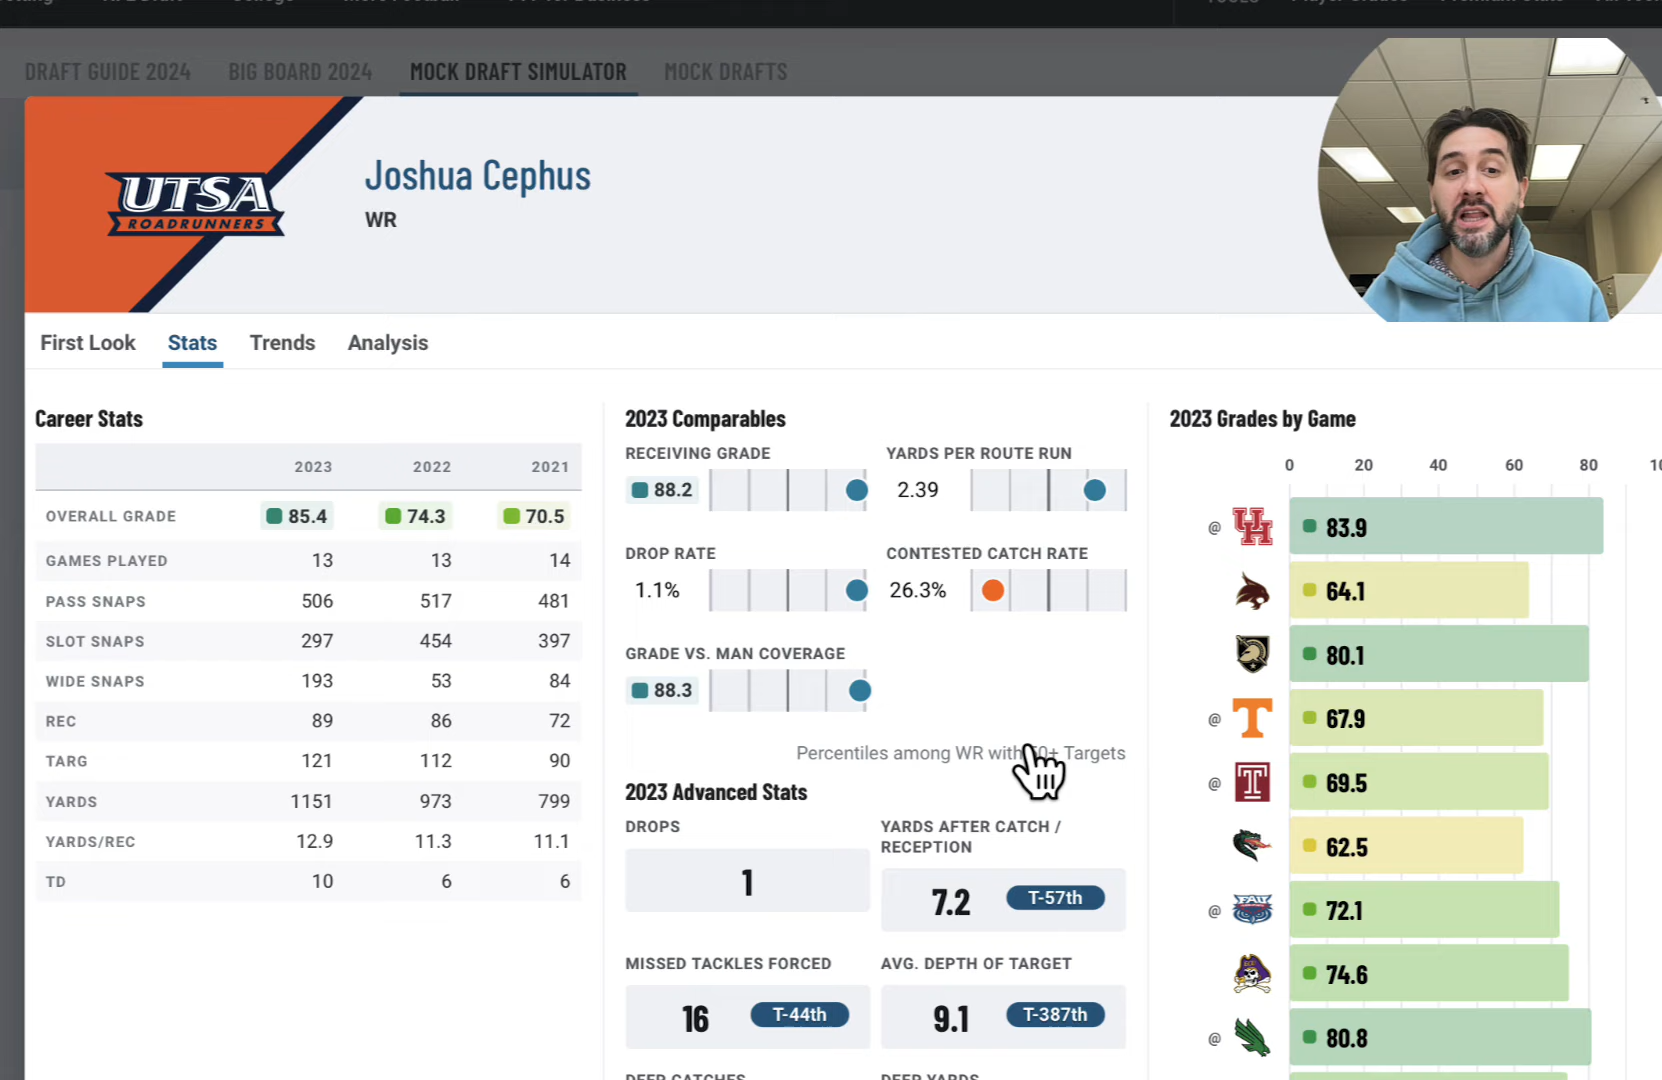 DRAFT GUIDE 2024 BIG BOARD 2024 MOCK DRAFT SIMULATOR MOCK DRAFTS
UTSA
ROADRUNNERS
Joshua Cephus
WR
First Look Stats Trends Analysis
Career Stats
2023 2022 2021
OVERALL GRADE 85.4 74.3 70.5
GAMES PLAYED 13 13 14
PASS SNAPS 506 517 481
SLOT SNAPS 297 454 397
WIDE SNAPS 193 53 84
REC 89 86 72
TARG 121 112 90
YARDS 1151 973 799
YARDS/REC 12.9 11.3 11.1
TD 10 6 6
2023 Comparables
RECEIVING GRADE YARDS PER ROUTE RUN
88.2 2.39
DROP RATE CONTESTED CATCH RATE
1.1% 26.3%
GRADE VS. MAN COVERAGE
88.3
Percentiles among WR with Targets
2023 Advanced Stats
DROPS
1
YARDS AFTER CATCH /
RECEPTION
7.2 T-57th
MISSED TACKLES FORCED
16 T-44th
AVG. DEPTH OF TARGET
9.1 T-387th
DEEP CATCHES DEEP YARDS
2023 Grades by Game
0 20 40 60 80
@ UH 83.9
64.1
80.1
@ T 67.9
@ T 69.5
62.5
@ FAU 72.1
74.6
@ 80.8